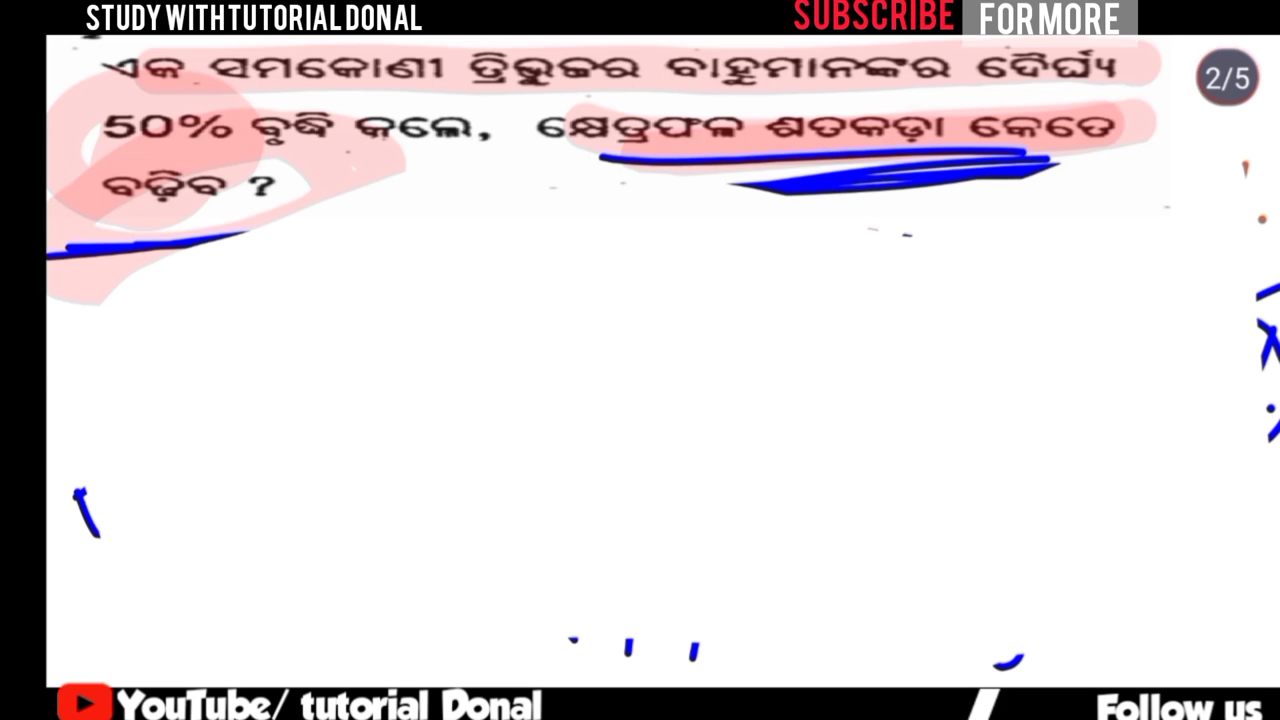 STUDY WITH TUTORIAL DONAL
SUBSCRIBE FOR MORE
ଏକ ସମକୋଣୀ ତ୍ରିଭୁଜର ବାହୁମାନଙ୍କର ଦୈର୍ଘ୍ୟ
2/5
50% ବୃଦ୍ଧି କଲେ, କ୍ଷେତ୍ରଫଳ ଶତକଡ଼ା କେତେ
ବଢ଼ିବ ?
YouTube/ tutorial Donal
Follow us